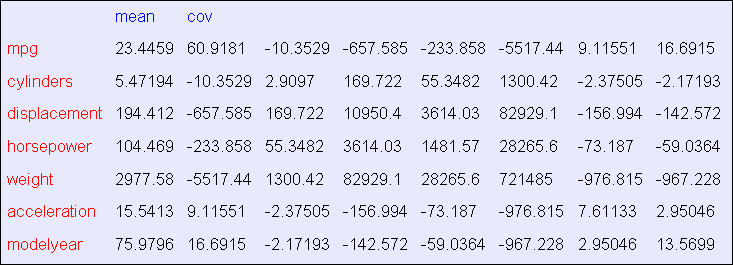 mean cov
mpg 23.4459 60.9181 -10.3529 -657.585 -233.858 -5517.44 9.11551 16.6915
cylinders 5.47194 -10.3529 2.9097 169.722 55.3482 1300.42 -2.37505 -2.17193
displacement 194.412 -657.585 169.722 10950.4 3614.03 82929.1 -156.994 -142.572
horsepower 104.469 -233.858 55.3482 3614.03 1481.57 28265.6 -73.187 -59.0364
weight 2977.58 -5517.44 1300.42 82929.1 28265.6 721485 -976.815 -967.228
acceleration 15.5413 9.11551 -2.37505 -156.994 -73.187 -976.815 7.61133 2.95046
modelyear 75.9796 16.6915 -2.17193 -142.572 -59.0364 -967.228 2.95046 13.5699